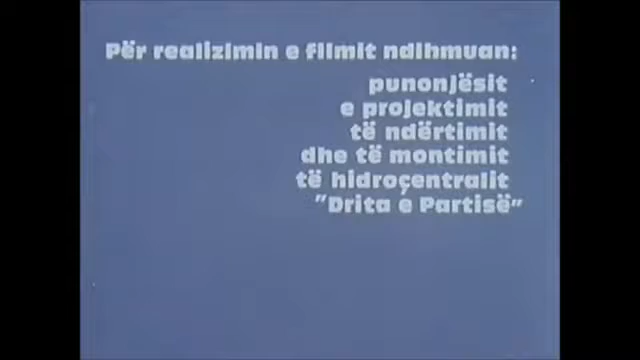 Për realizimin e filmit ndihmuan:
punonjësit
e projektimit
të ndërtimit
dhe të montimit
të hidroçentralit
"Drita e Partisë"